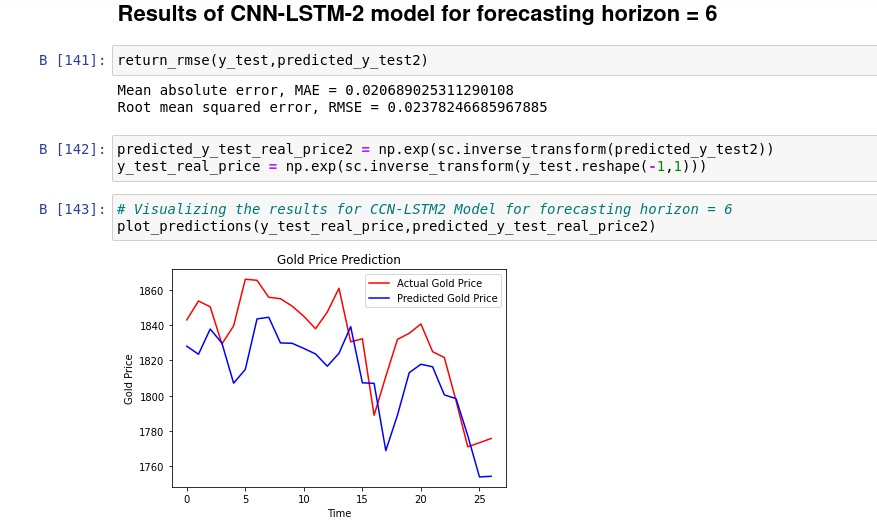 Results of CNN-LSTM-2 model for forecasting horizon = 6
B [141]: return_rmse(y_test,predicted_y_test2)
Mean absolute error, MAE = 0.020689025311290108
Root mean squared error, RMSE = 0.02378246685967885
B [142]: predicted_y_test_real_price2 = np.exp(sc.inverse_transform(predicted_y_test2))
y_test_real_price = np.exp(sc.inverse_transform(y_test.reshape(-1,1)))
B [143]: # Visualizing the results for CCN-LSTM2 Model for forecasting horizon = 6
plot_predictions(y_test_real_price,predicted_y_test_real_price2)
Gold Price Prediction
Actual Gold Price
Predicted Gold Price
Gold Price
1860
1840
1820
1800
1780
1760
0 5 10 15 20 25
Time